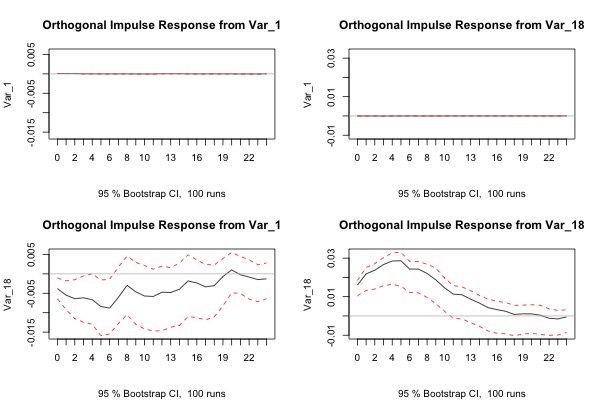 Orthogonal Impulse Response from Var_1
Var_1
0.005
-0.005
-0.015
0 2 4 6 8 10 13 16 19 22
95 % Bootstrap CI, 100 runs
Orthogonal Impulse Response from Var_18
Var_1
0.03
0.01
-0.01
0 2 4 6 8 10 13 16 19 22
95 % Bootstrap CI, 100 runs
Orthogonal Impulse Response from Var_1
Var_18
0.005
-0.005
-0.015
0 2 4 6 8 10 13 16 19 22
95 % Bootstrap CI, 100 runs
Orthogonal Impulse Response from Var_18
Var_18
0.03
0.01
-0.01
0 2 4 6 8 10 13 16 19 22
95 % Bootstrap CI, 100 runs